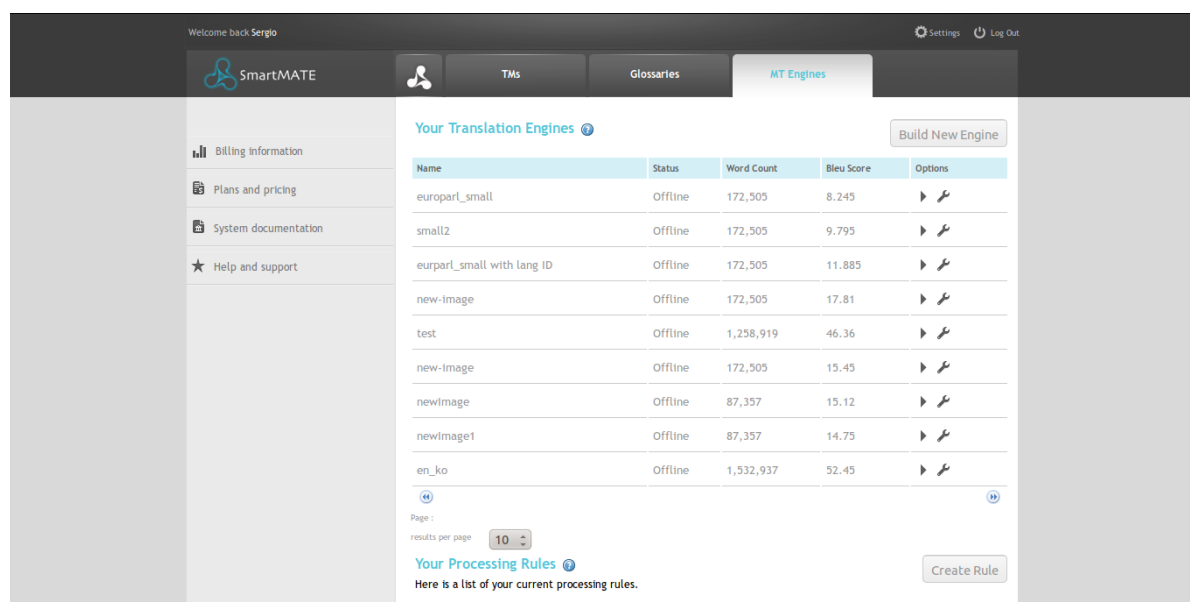 Welcome back Sergio
Settings
Log Out
SmartMATE
TMs
Glossaries
MT Engines
Billing information
Plans and pricing
System documentation
Help and support
Your Translation Engines
Build New Engine
Name Status Word Count Bleu Score Options
europarl_small Offline 172,505 8.245
small2 Offline 172,505 9.795
eurparl_small with lang ID Offline 172,505 11.885
new-image Offline 172,505 17.81
test Offline 1,258,919 46.36
new-image Offline 172,505 15.45
newimage Offline 87,357 15.12
newimage1 Offline 87,357 14.75
en_ko Offline 1,532,937 52.45
Page :
results per page 10
Your Processing Rules
Create Rule
Here is a list of your current processing rules.